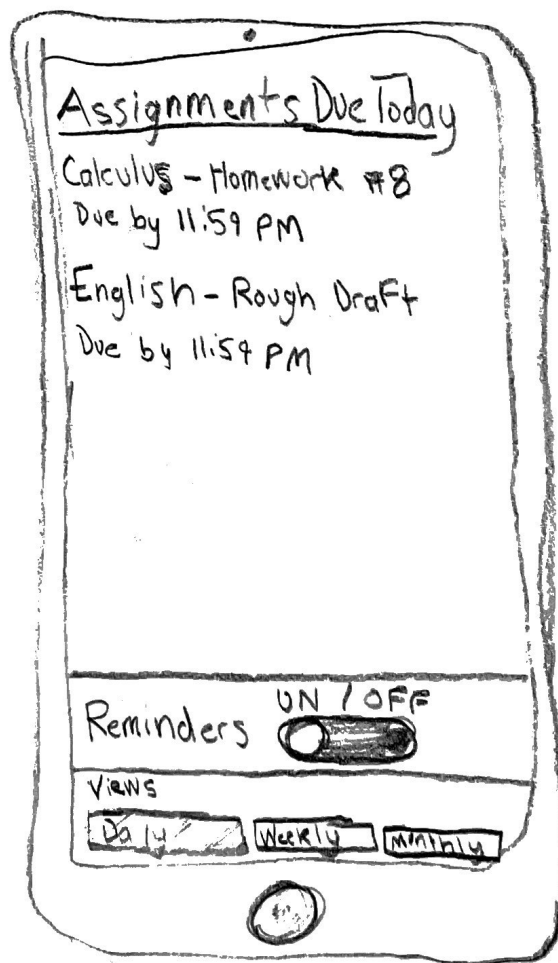 Assignments Due Today
Calculus - Homework #8
Due by 11:59 PM
English - Rough Draft
Due by 11:59 PM
Reminders ON / OFF
Views
Daily Weekly Monthly